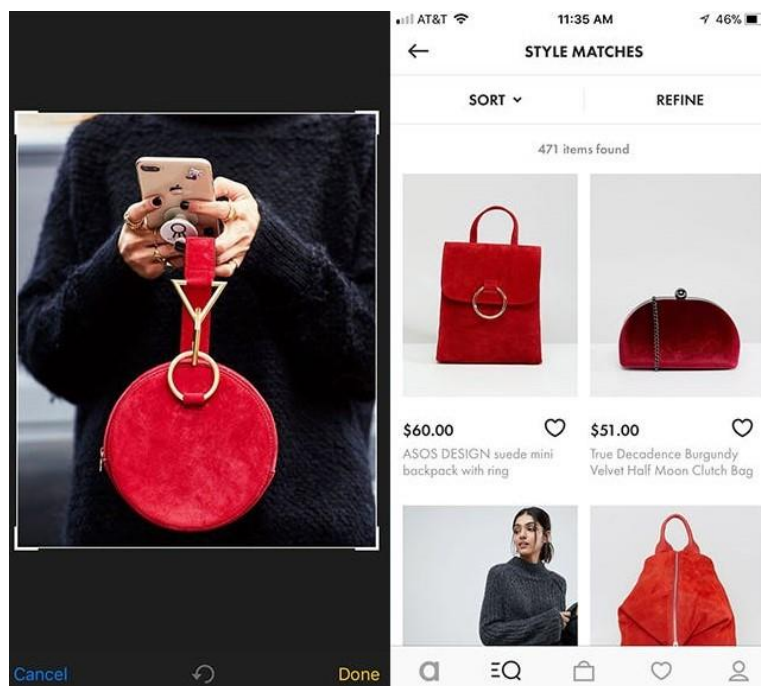 Cancel
Done
AT&T
11:35 AM
46%
STYLE MATCHES
SORT
REFINE
471 items found
$60.00
ASOS DESIGN suede mini
backpack with ring
$51.00
True Decadence Burgundy
Velvet Half Moon Clutch Bag